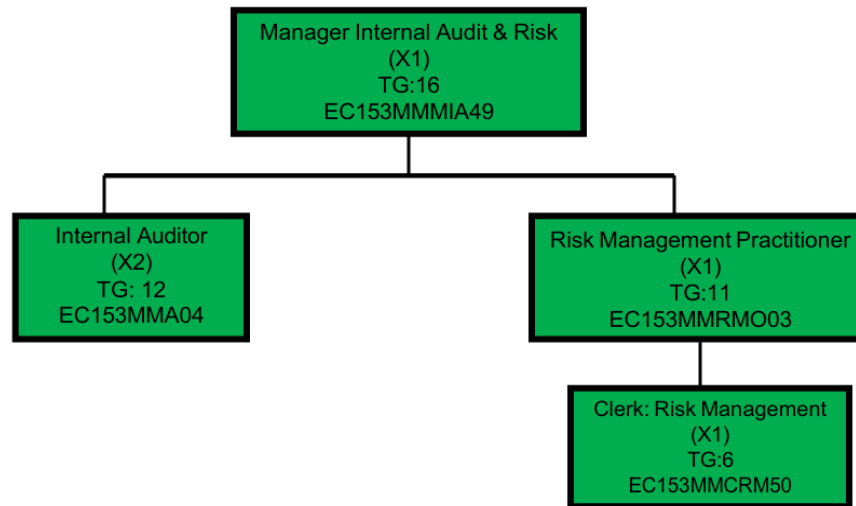 Manager Internal Audit & Risk
(X1)
TG:16
EC153MMMIA49
Internal Auditor
(X2)
TG: 12
EC153MMA04
Risk Management Practitioner
(X1)
TG:11
EC153MMRMO03
Clerk: Risk Management
(X1)
TG:6
EC153MMCRM50